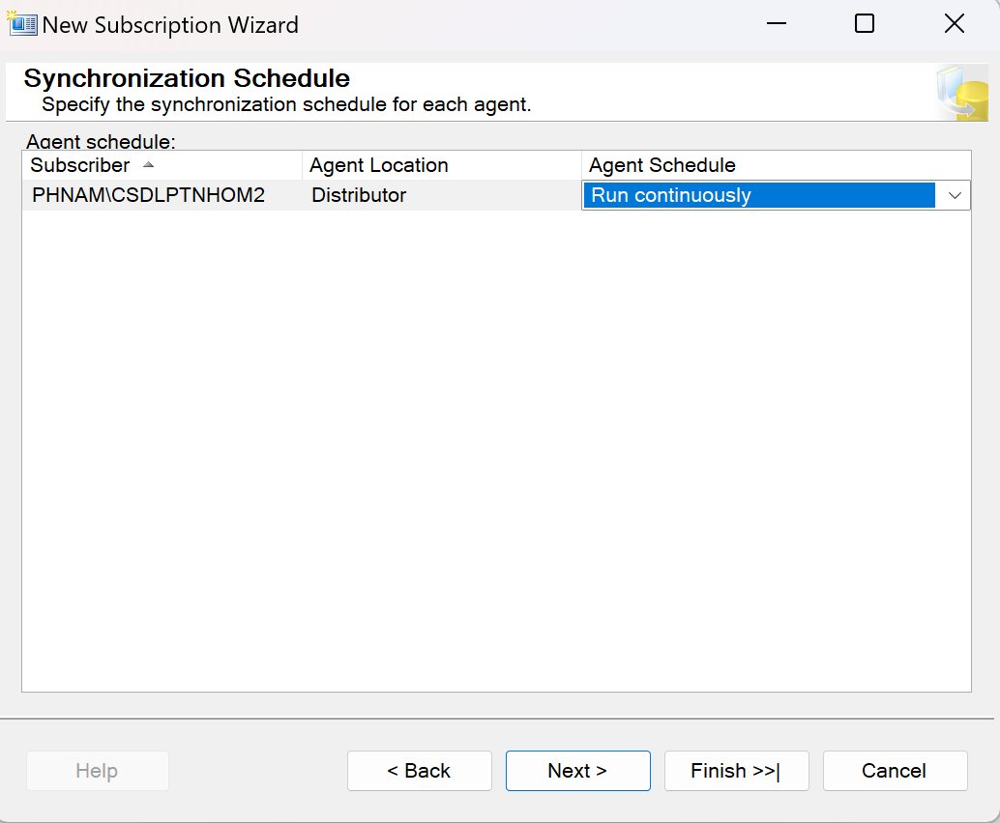 New Subscription Wizard
Synchronization Schedule
Specify the synchronization schedule for each agent.
Agent schedule:
Subscriber Agent Location Agent Schedule
PHNAM\CSDLPTNHOM2 Distributor Run continuously
Help < Back Next > Finish >>| Cancel